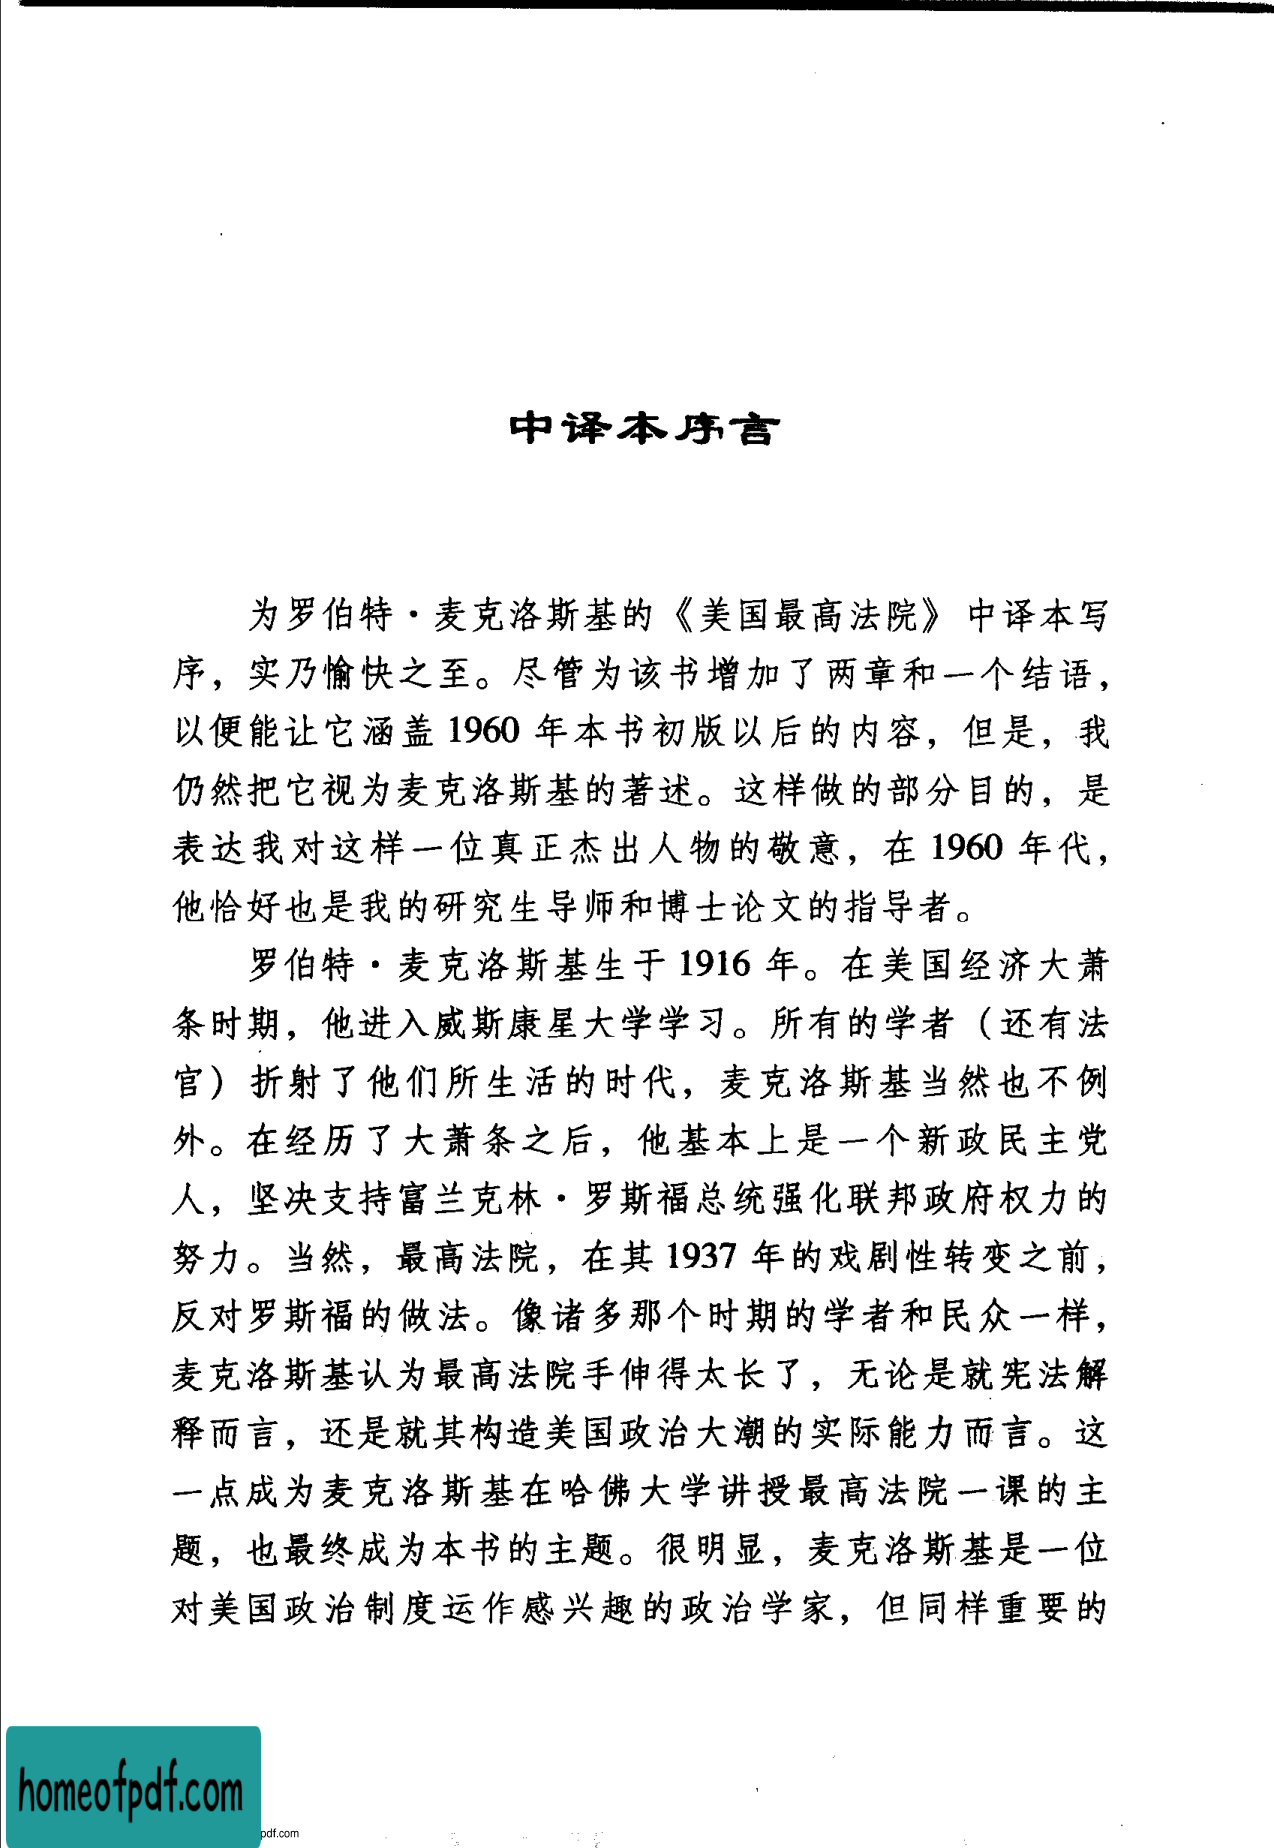 中译本序言
为罗伯特·麦克洛斯基的《美国最高法院》中译本写
序，实乃愉快之至。尽管为该书增加了两章和一个结语，
以便能让它涵盖 1960 年本书初版以后的内容，但是，我
仍然把它视为麦克洛斯基的著述。这样做的部分目的，是
表达我对这样一位真正杰出人物的敬意，在 1960 年代，
他恰好也是我的研究生导师和博士论文的指导者。
罗伯特·麦克洛斯基生于 1916 年。在美国经济大萧
条时期，他进入威斯康星大学学习。所有的学者（还有法
官）折射了他们所生活的时代，麦克洛斯基当然也不例
外。在经历了大萧条之后，他基本上是一个新政民主党
人，坚决支持富兰克林·罗斯福总统强化联邦政府权力的
努力。当然，最高法院，在其 1937 年的戏剧性转变之前，
反对罗斯福的做法。像诸多那个时期的学者和民众一样，
麦克洛斯基认为最高法院手伸得太长了，无论是就宪法解
释而言，还是就其构造美国政治大潮的实际能力而言。这
一点成为麦克洛斯基在哈佛大学讲授最高法院一课的主
题，也最终成为本书的主题。很明显，麦克洛斯基是一位
对美国政治制度运作感兴趣的政治学家，但同样重要的
homeofpdf.com
pdf.com